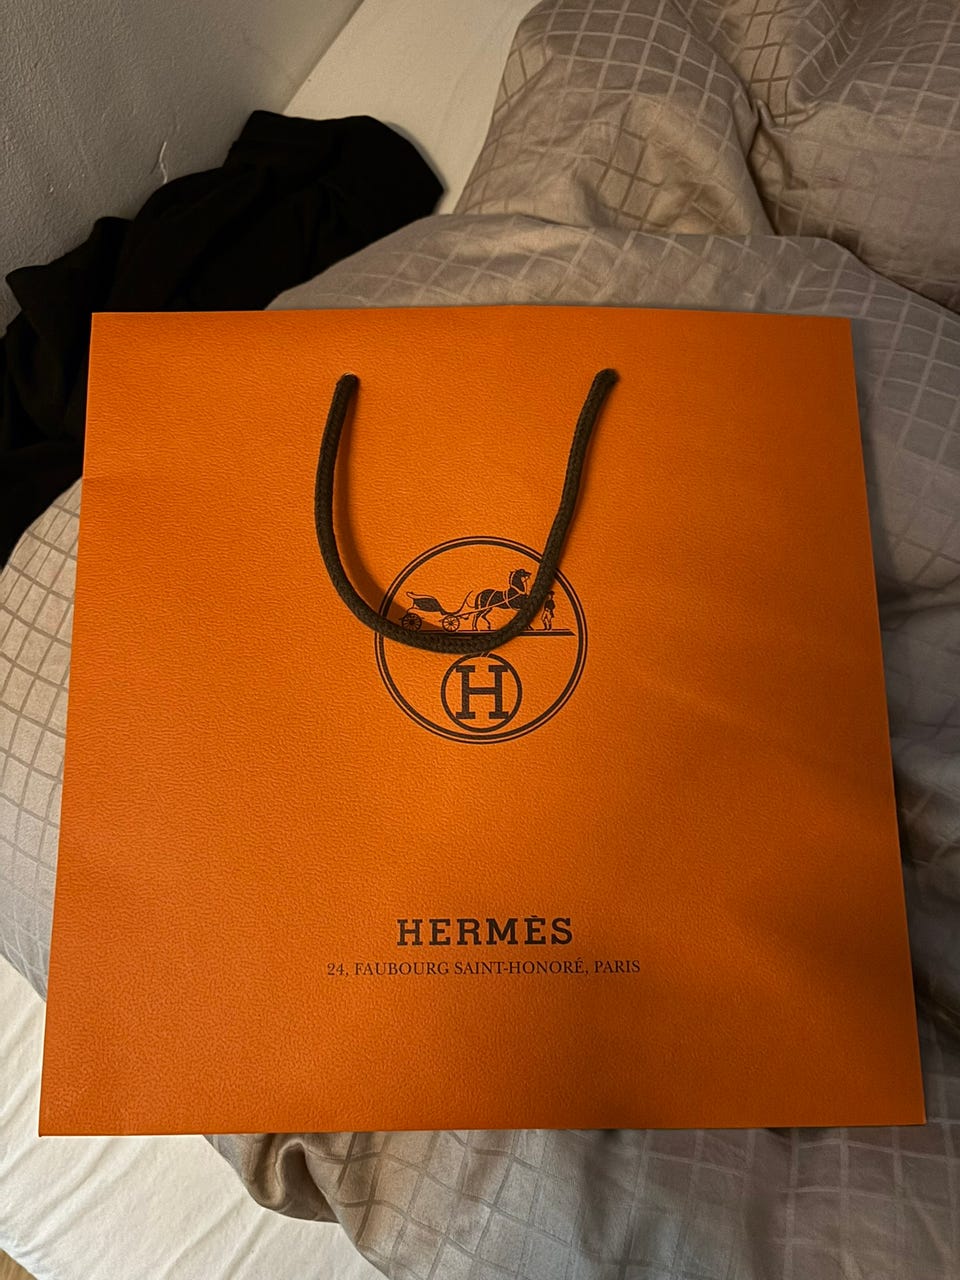 H
HERMÈS
24, FAUBOURG SAINT-HONORÉ, PARIS